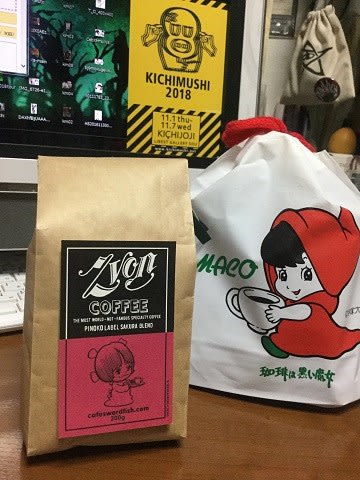 KICHIMUSHI
2018
11.1 thu-
11.7 wed
KICHIJOJI
Lyon
COFFEE
THE MOST WORLD-NOT-FAMOUS SPECIALTY COFFEE
PINOKO LABEL SAKURA BLEND
cafeswordfish.com
200g
MACO
珈琲は黒い魔女